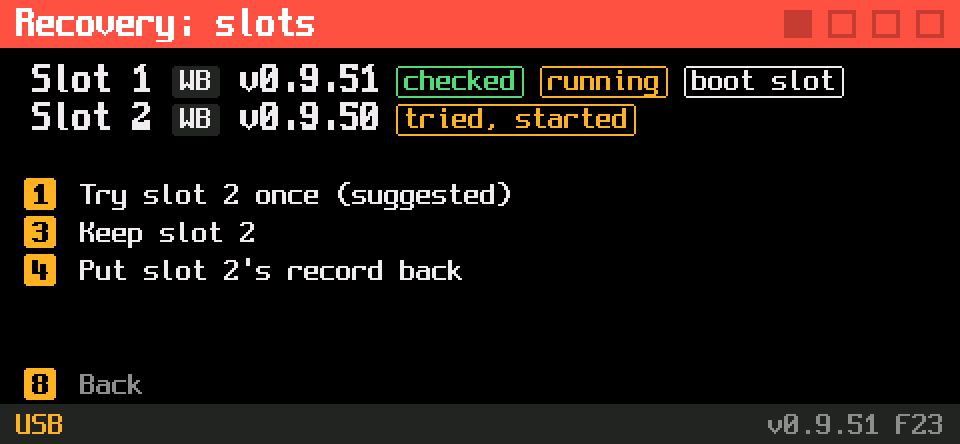 Recovery: slots
Slot 1 WB v0.9.51 checked running boot slot
Slot 2 WB v0.9.50 tried, started
1 Try slot 2 once (suggested)
3 Keep slot 2
4 Put slot 2's record back
8 Back
USB v0.9.51 F23